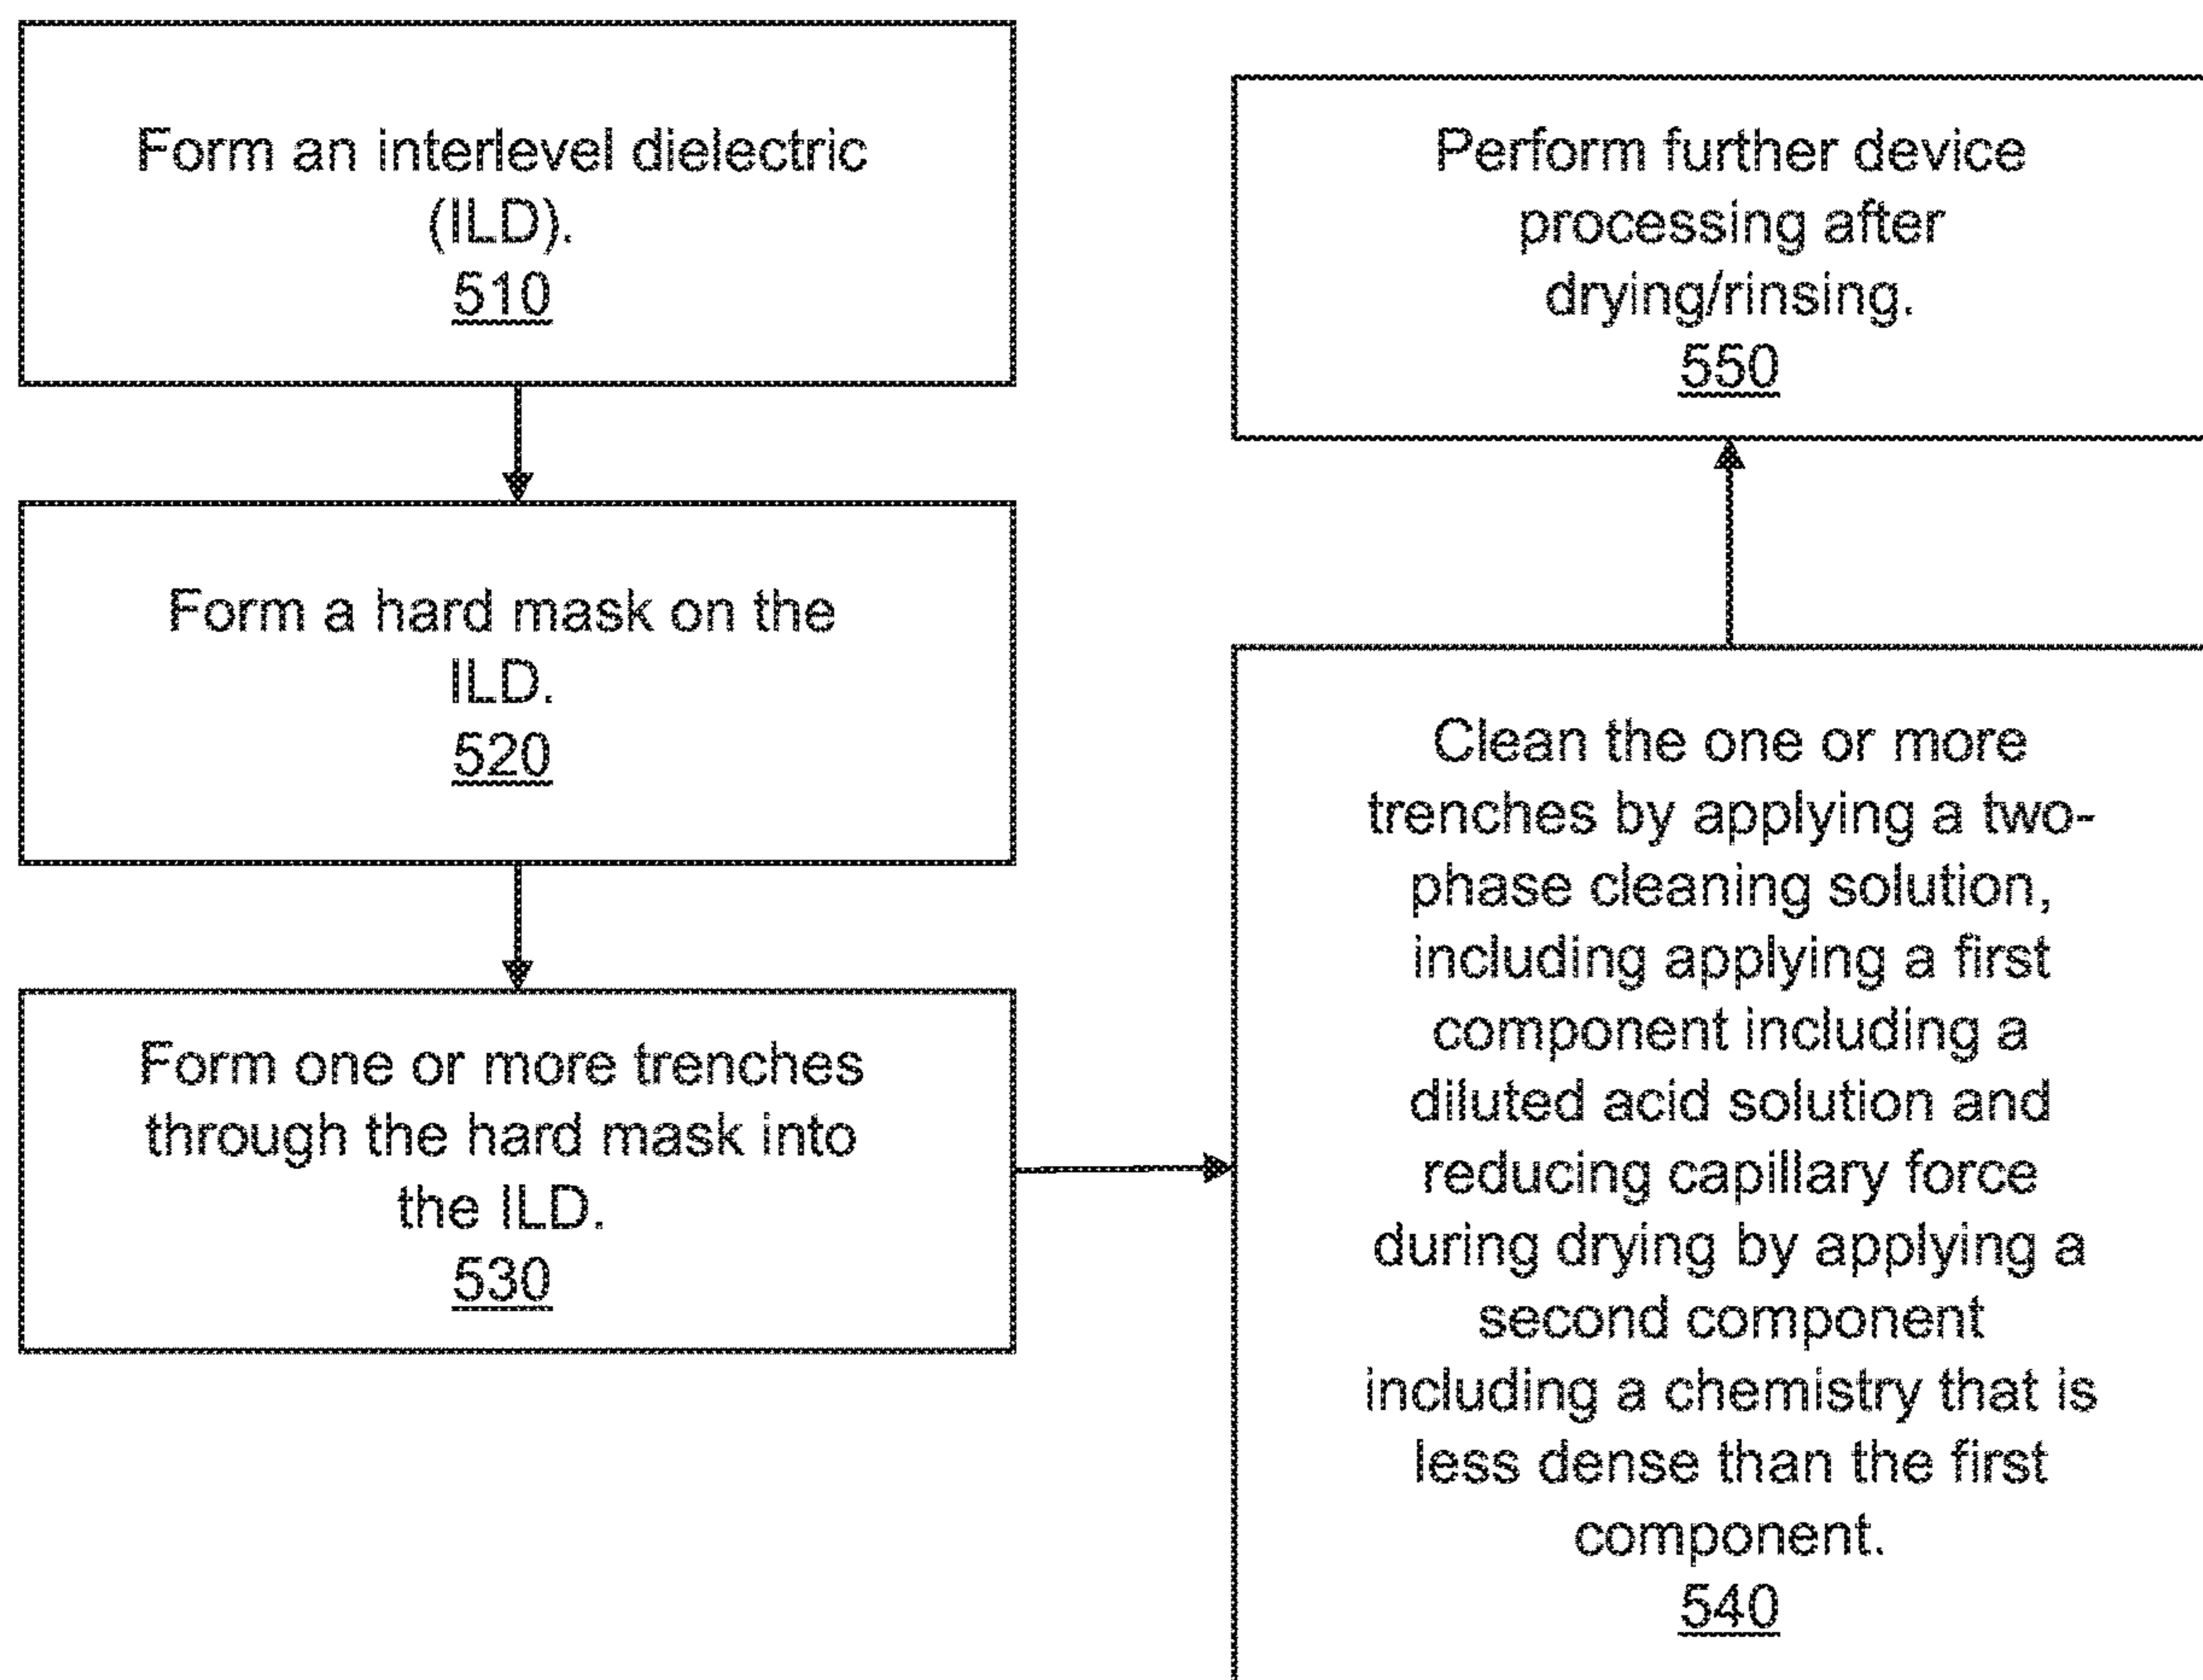 Form an interlevel dielectric
(ILD).
510
Form a hard mask on the
ILD.
520
Form one or more trenches
through the hard mask into
the ILD.
530
Clean the one or more
trenches by applying a two-
phase cleaning solution,
including applying a first
component including a
diluted acid solution and
reducing capillary force
during drying by applying a
second component
including a chemistry that is
less dense than the first
component.
540
Perform further device
processing after
drying/rinsing.
550